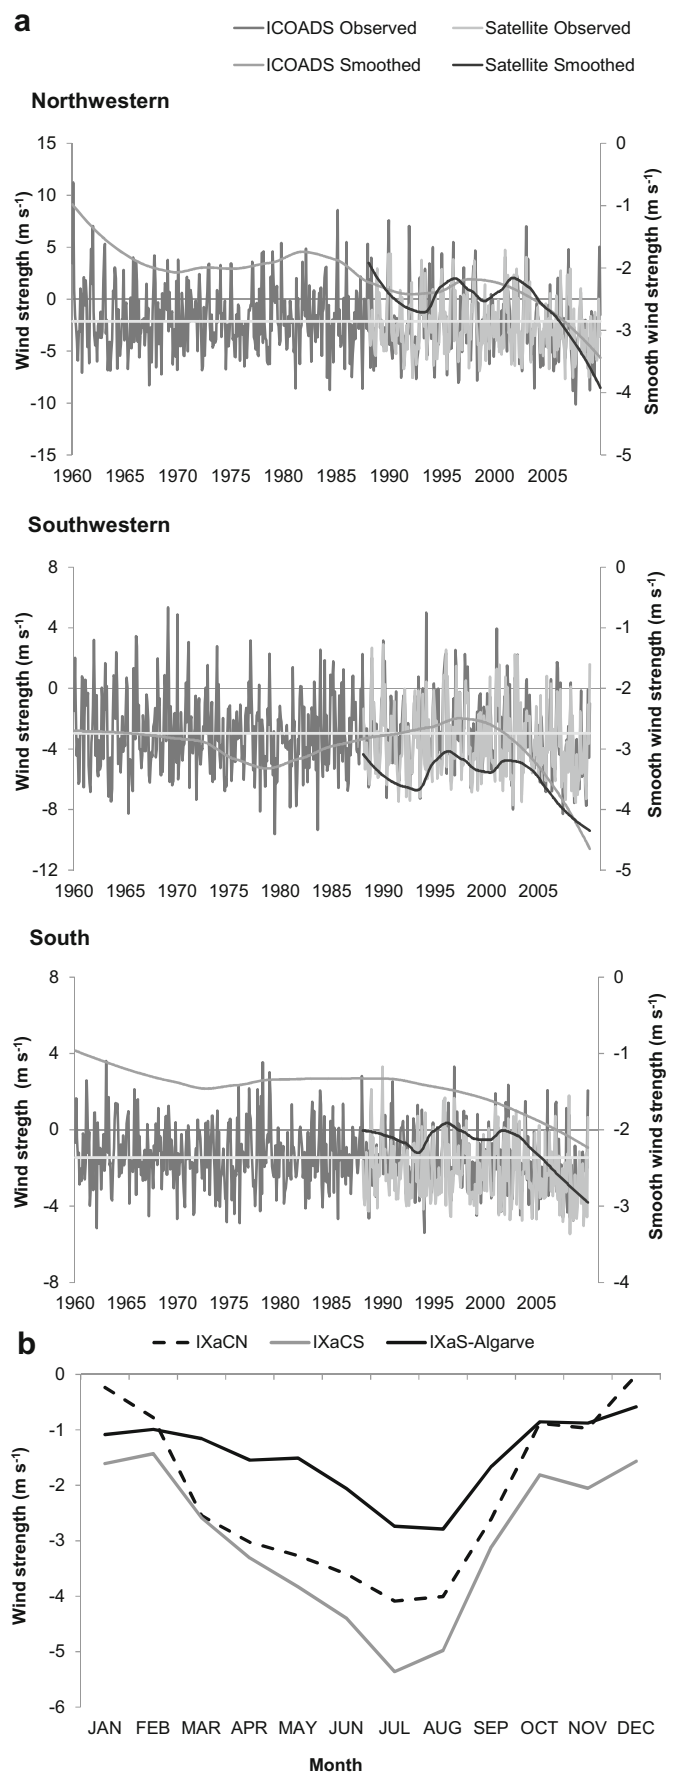 a
ICOADS Observed Satellite Observed
ICOADS Smoothed Satellite Smoothed
Northwestern
Wind strength (m s-1)
15
10
5
0
-5
-10
-15
0
-1
-2
-3
-4
-5
Smooth wind strength (m s-1)
1960 1965 1970 1975 1980 1985 1990 1995 2000 2005
Southwestern
Wind strength (m s-1)
8
4
0
-4
-8
-12
0
-1
-2
-3
-4
-5
Smooth wind strength (m s-1)
1960 1965 1970 1975 1980 1985 1990 1995 2000 2005
South
Wind stregth (m s-1)
8
4
0
-4
-8
0
-1
-2
-3
-4
Smooth wind strength (m s-1)
1960 1965 1970 1975 1980 1985 1990 1995 2000 2005
b
IXaCN IXaCS IXaS-Algarve
Wind strength (m s-1)
0
-1
-2
-3
-4
-5
-6
JAN FEB MAR APR MAY JUN JUL AUG SEP OCT NOV DEC
Month